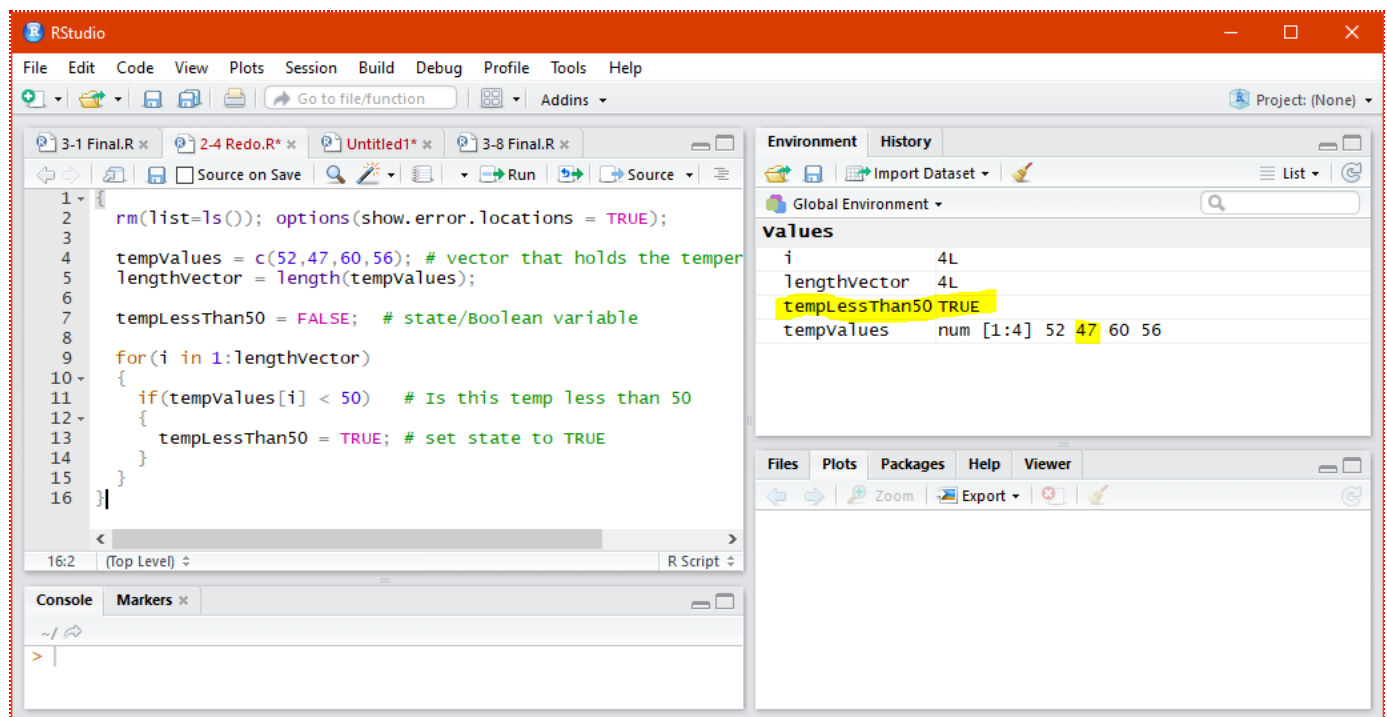 RStudio
File Edit Code View Plots Session Build Debug Profile Tools Help
Go to file/function Addins Project: (None)
3-1 Final.R 2-4 Redo.R* Untitled1* 3-8 Final.R
Source on Save Run Source
1 {
2 rm(list=ls()); options(show.error.locations = TRUE);
3
4 tempValues = c(52,47,60,56); # vector that holds the temper
5 lengthVector = length(tempValues);
6
7 tempLessThan50 = FALSE; # state/Boolean variable
8
9 for(i in 1:lengthVector)
10 {
11 if(tempValues[i] < 50) # Is this temp less than 50
12 {
13 tempLessThan50 = TRUE; # set state to TRUE
14 }
15 }
16 }
16:2 (Top Level) R Script
Console Markers
~/
>
Environment History
Import Dataset List
Global Environment
Values
i 4L
lengthVector 4L
tempLessThan50 TRUE
tempValues num [1:4] 52 47 60 56
Files Plots Packages Help Viewer
Zoom Export